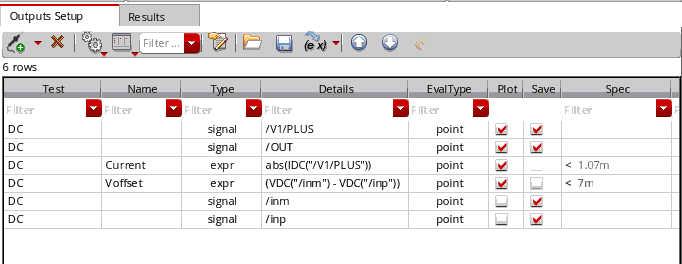 Outputs Setup Results
Filter ... (e x)
6 rows
Test Name Type Details EvalType Plot Save Spec
Filter Filter Filter Filter Filter Filter
DC signal /V1/PLUS point
DC signal /OUT point
DC Current expr abs(IDC("/V1/PLUS")) point < 1.07m
DC Voffset expr (VDC("/inm") - VDC("/inp")) point < 7m
DC signal /inm point
DC signal /inp point